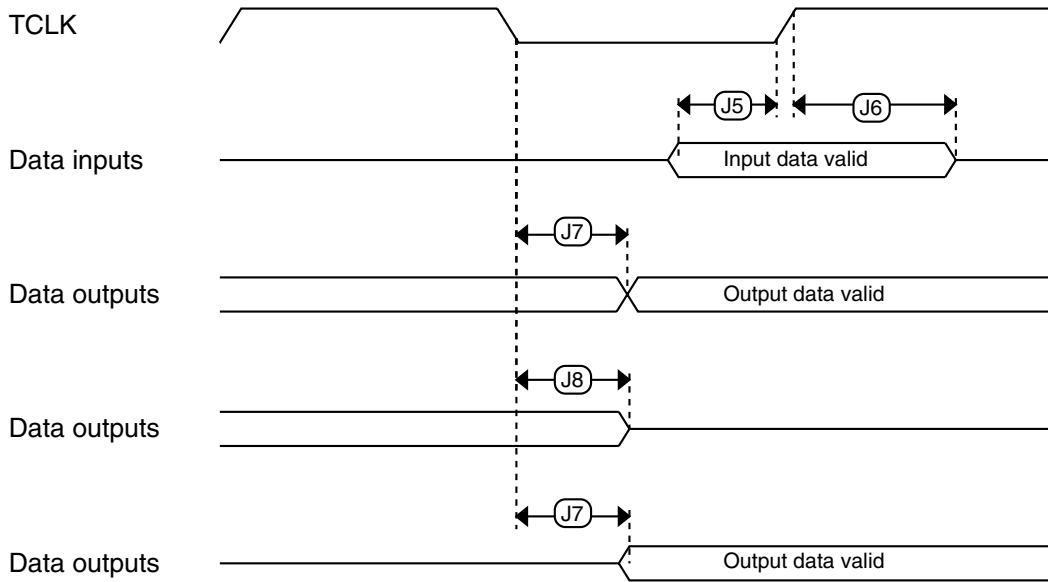 TCLK
J5
J6
Data inputs
Input data valid
J7
Data outputs
Output data valid
J8
Data outputs
J7
Data outputs
Output data valid